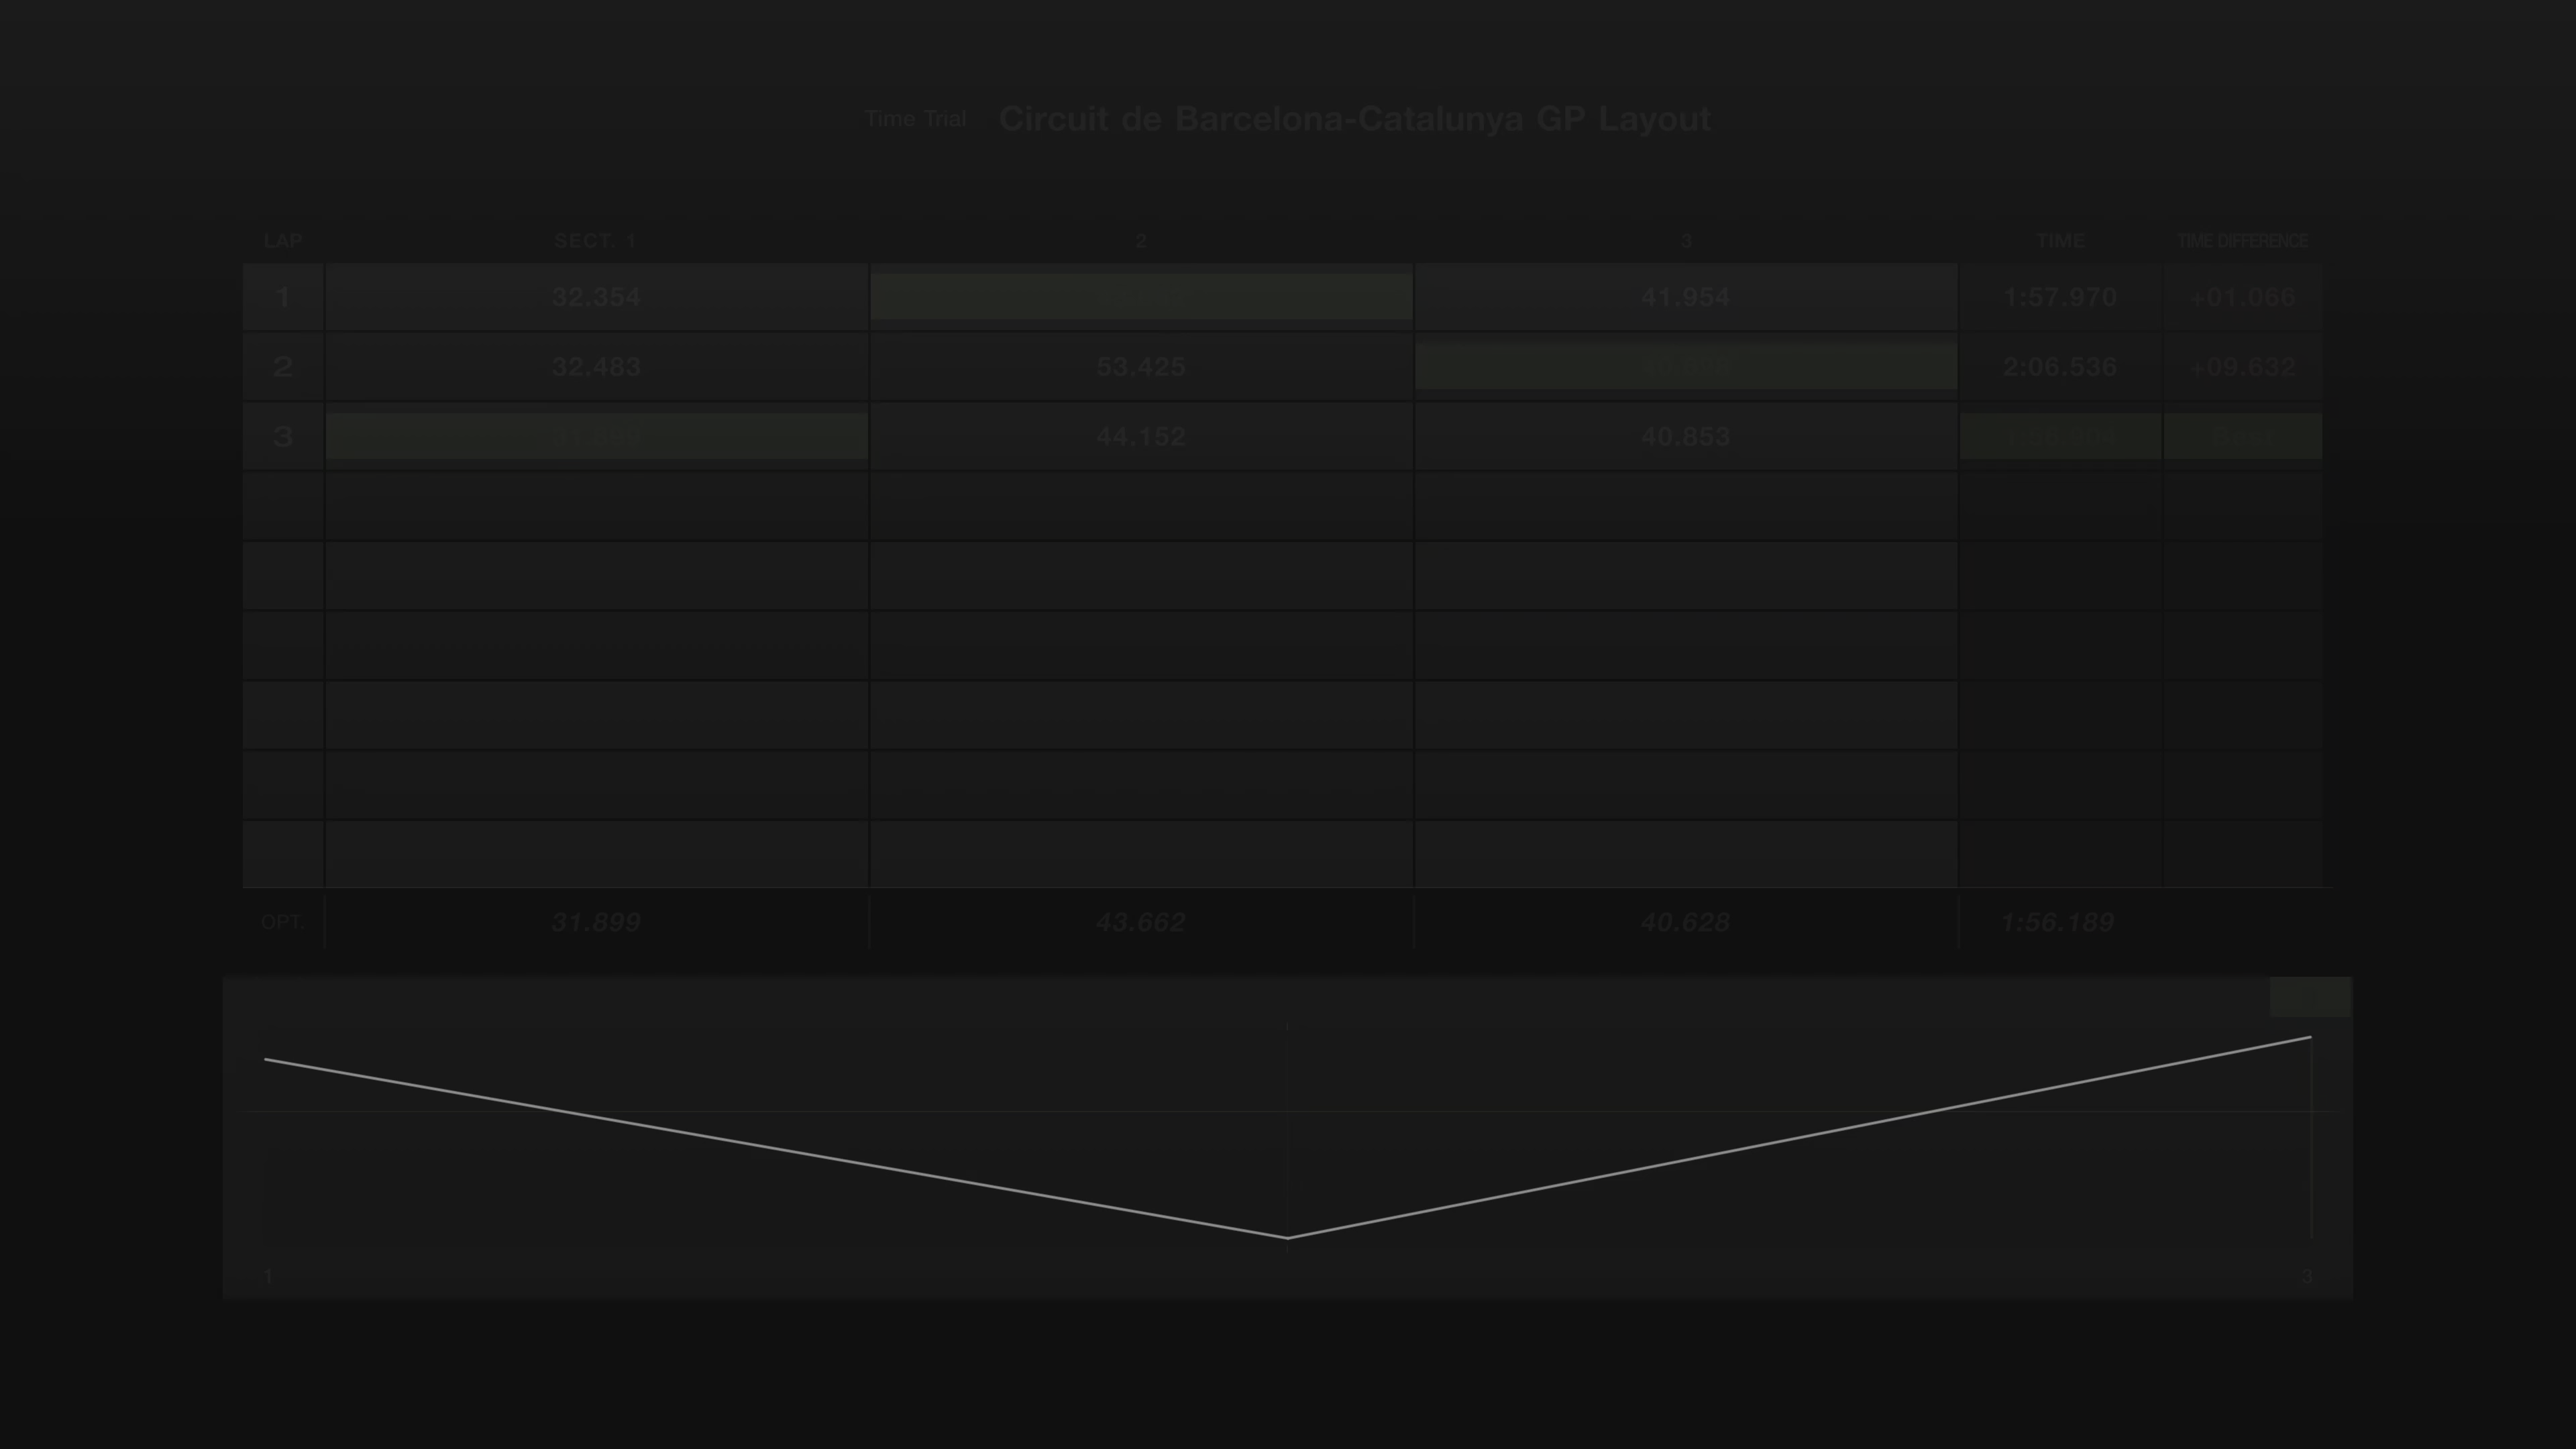 Time Trial Circuit de Barcelona-Catalunya GP Layout
LAP SECT. 1 2 3 TIME TIME DIFFERENCE
1 32.354 41.954 1:57.970 +01.066
2 32.483 53.425 2:06.536 +09.632
3 44.152 40.853
OPT. 31.899 43.662 40.628 1:56.189
1 3